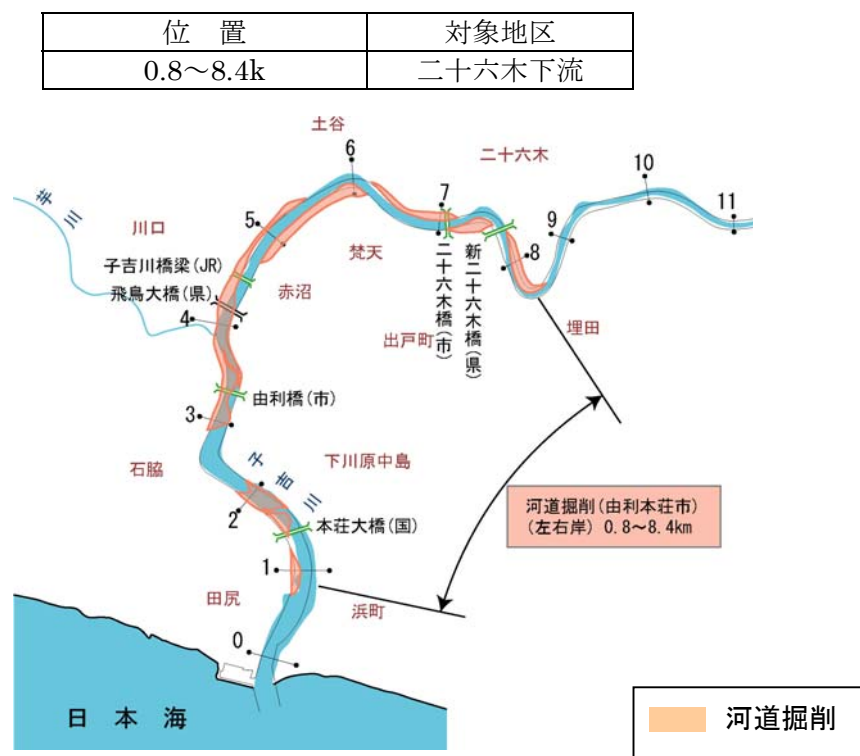 位 置 対象地区
0.8～8.4k 二十六木下流
土谷
6
二十六木
10
7
11
芋川
川口
5
9
8
梵天
子吉川橋梁(JR)
飛鳥大橋(県)
赤沼
二十六木橋(市)
新二十六木橋(県)
4
出戸町
埋田
由利橋(市)
3
石脇
子吉川
下川原中島
河道掘削(由利本荘市)
(左右岸) 0.8～8.4km
2
本荘大橋(国)
1
田尻
浜町
0
日本海
河道掘削